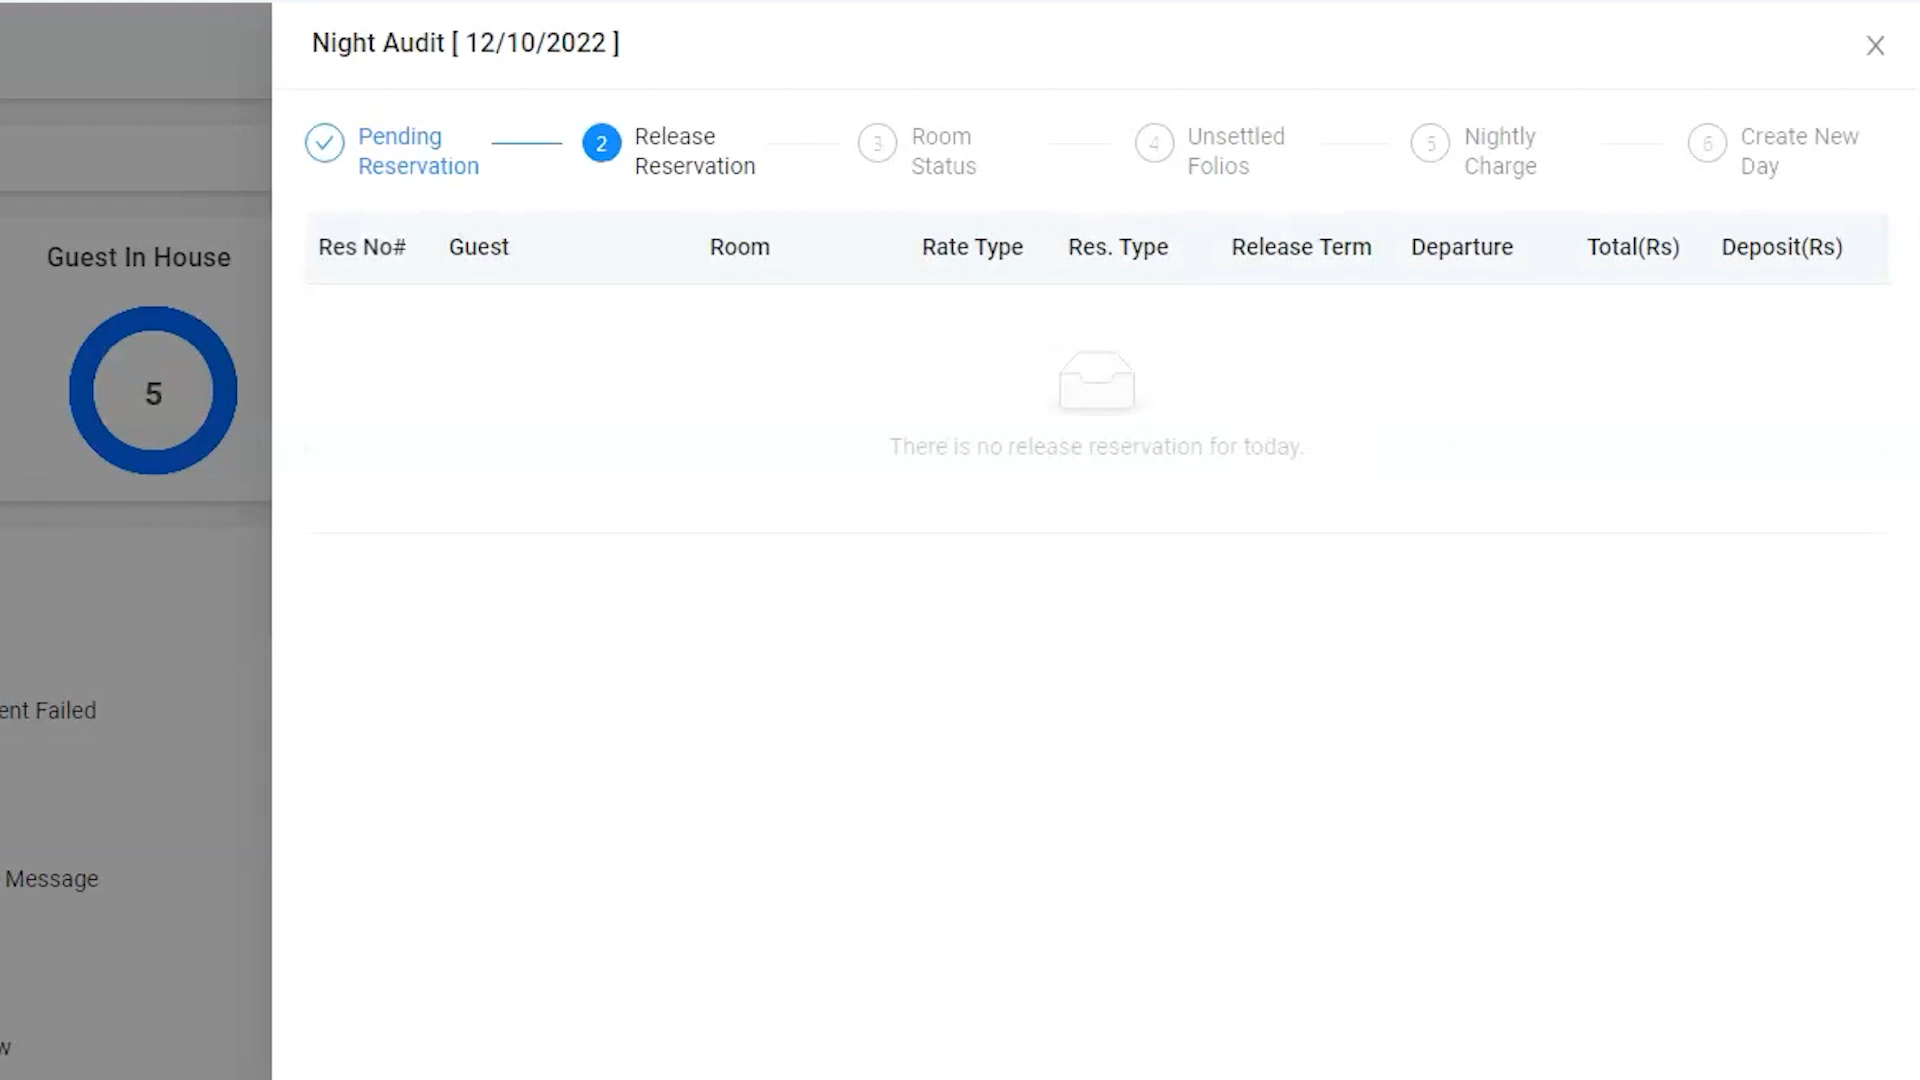 Night Audit [ 12/10/2022 ]
Pending Reservation
2 Release Reservation
3 Room Status
4 Unsettled Folios
5 Nightly Charge
6 Create New Day
Res No# Guest Room Rate Type Res. Type Release Term Departure Total(Rs) Deposit(Rs)
There is no release reservation for today.
Guest In House
5
Failed
Message